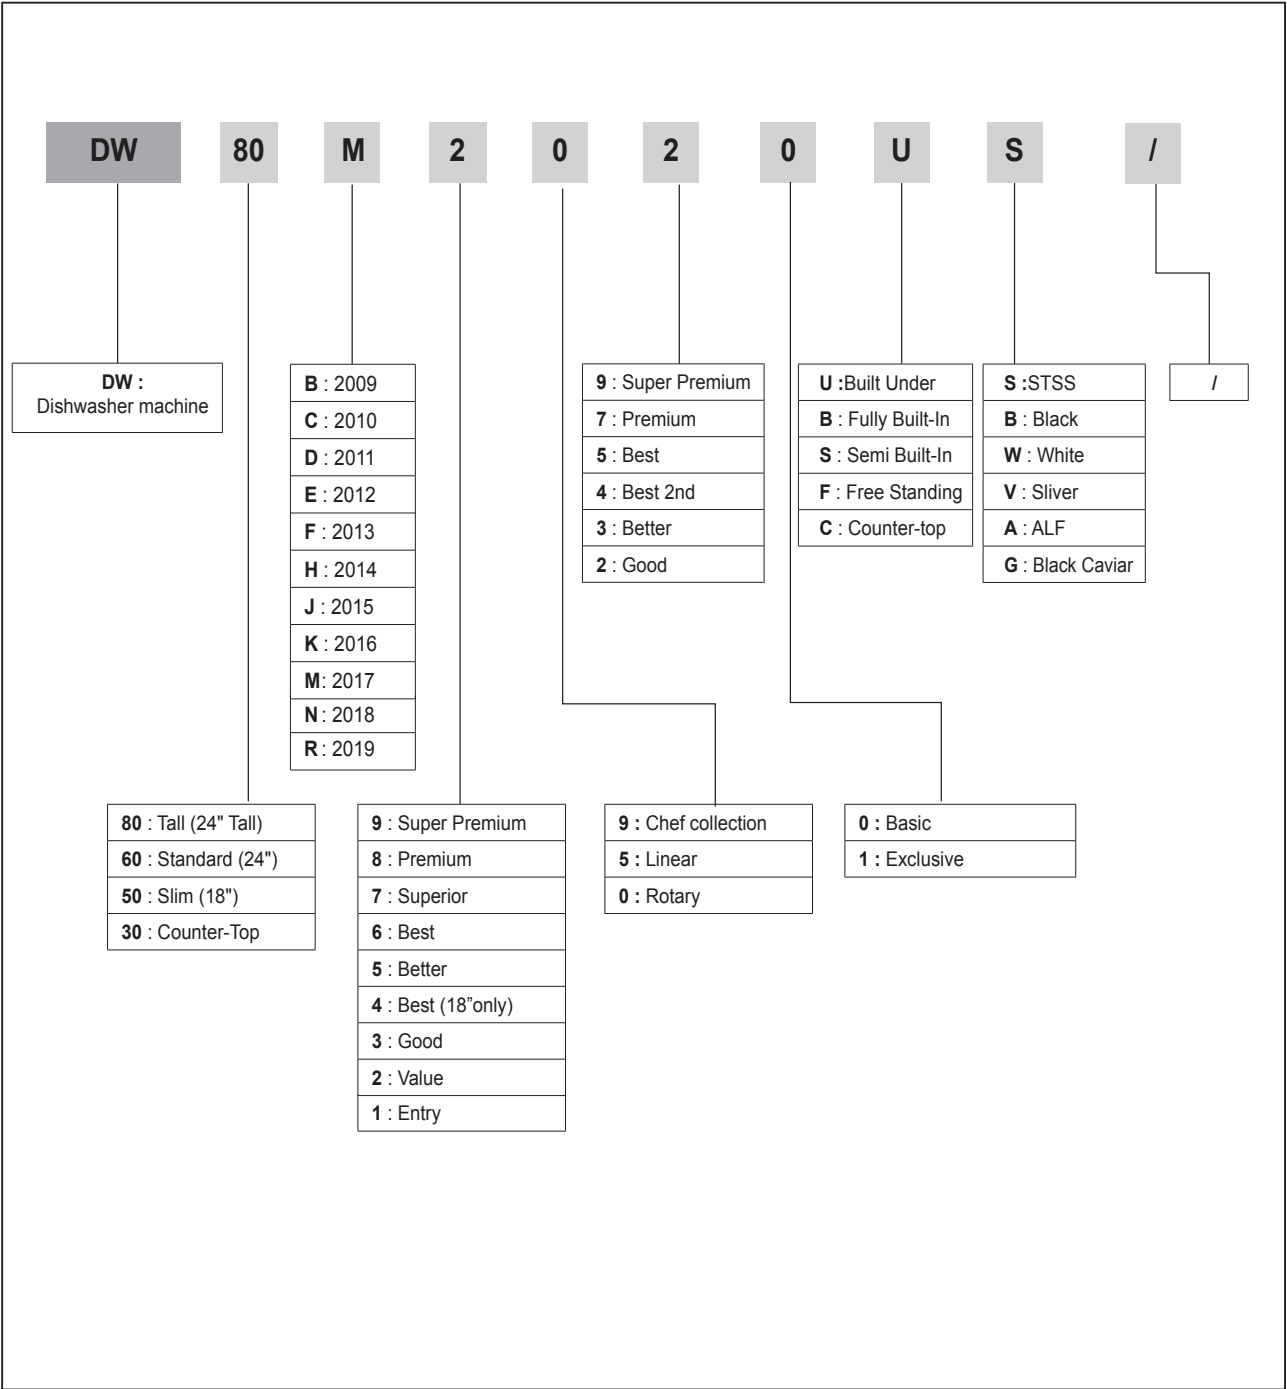 DW 80 M 2 0 2 0 U S /
DW :
Dishwasher machine
B : 2009
C : 2010
D : 2011
E : 2012
F : 2013
H : 2014
J : 2015
K : 2016
M: 2017
N : 2018
R : 2019
9 : Super Premium
7 : Premium
5 : Best
4 : Best 2nd
3 : Better
2 : Good
U :Built Under
B : Fully Built-In
S : Semi Built-In
F : Free Standing
C : Counter-top
S :STSS
B : Black
W : White
V : Sliver
A : ALF
G : Black Caviar
/
80 : Tall (24" Tall)
60 : Standard (24")
50 : Slim (18")
30 : Counter-Top
9 : Super Premium
8 : Premium
7 : Superior
6 : Best
5 : Better
4 : Best (18”only)
3 : Good
2 : Value
1 : Entry
9 : Chef collection
5 : Linear
0 : Rotary
0 : Basic
1 : Exclusive